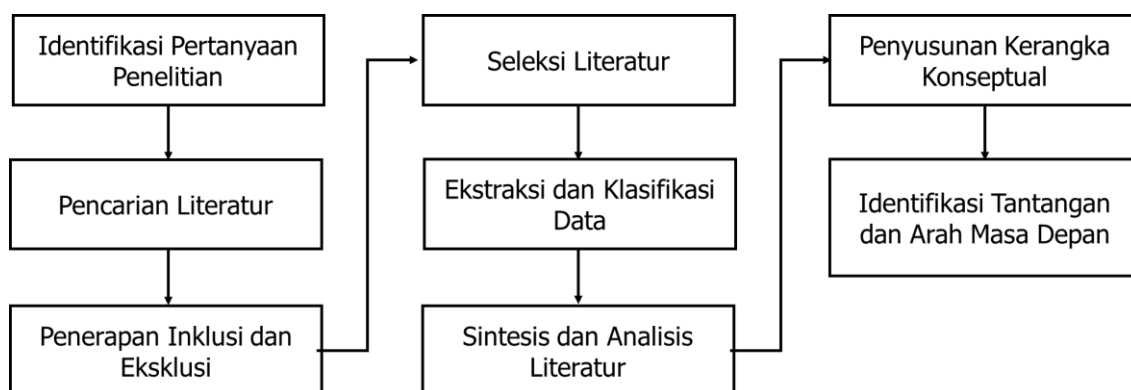 Identifikasi Pertanyaan
Penelitian
Pencarian Literatur
Penerapan Inklusi dan
Eksklusi
Seleksi Literatur
Ekstraksi dan Klasifikasi
Data
Sintesis dan Analisis
Literatur
Penyusunan Kerangka
Konseptual
Identifikasi Tantangan
dan Arah Masa Depan